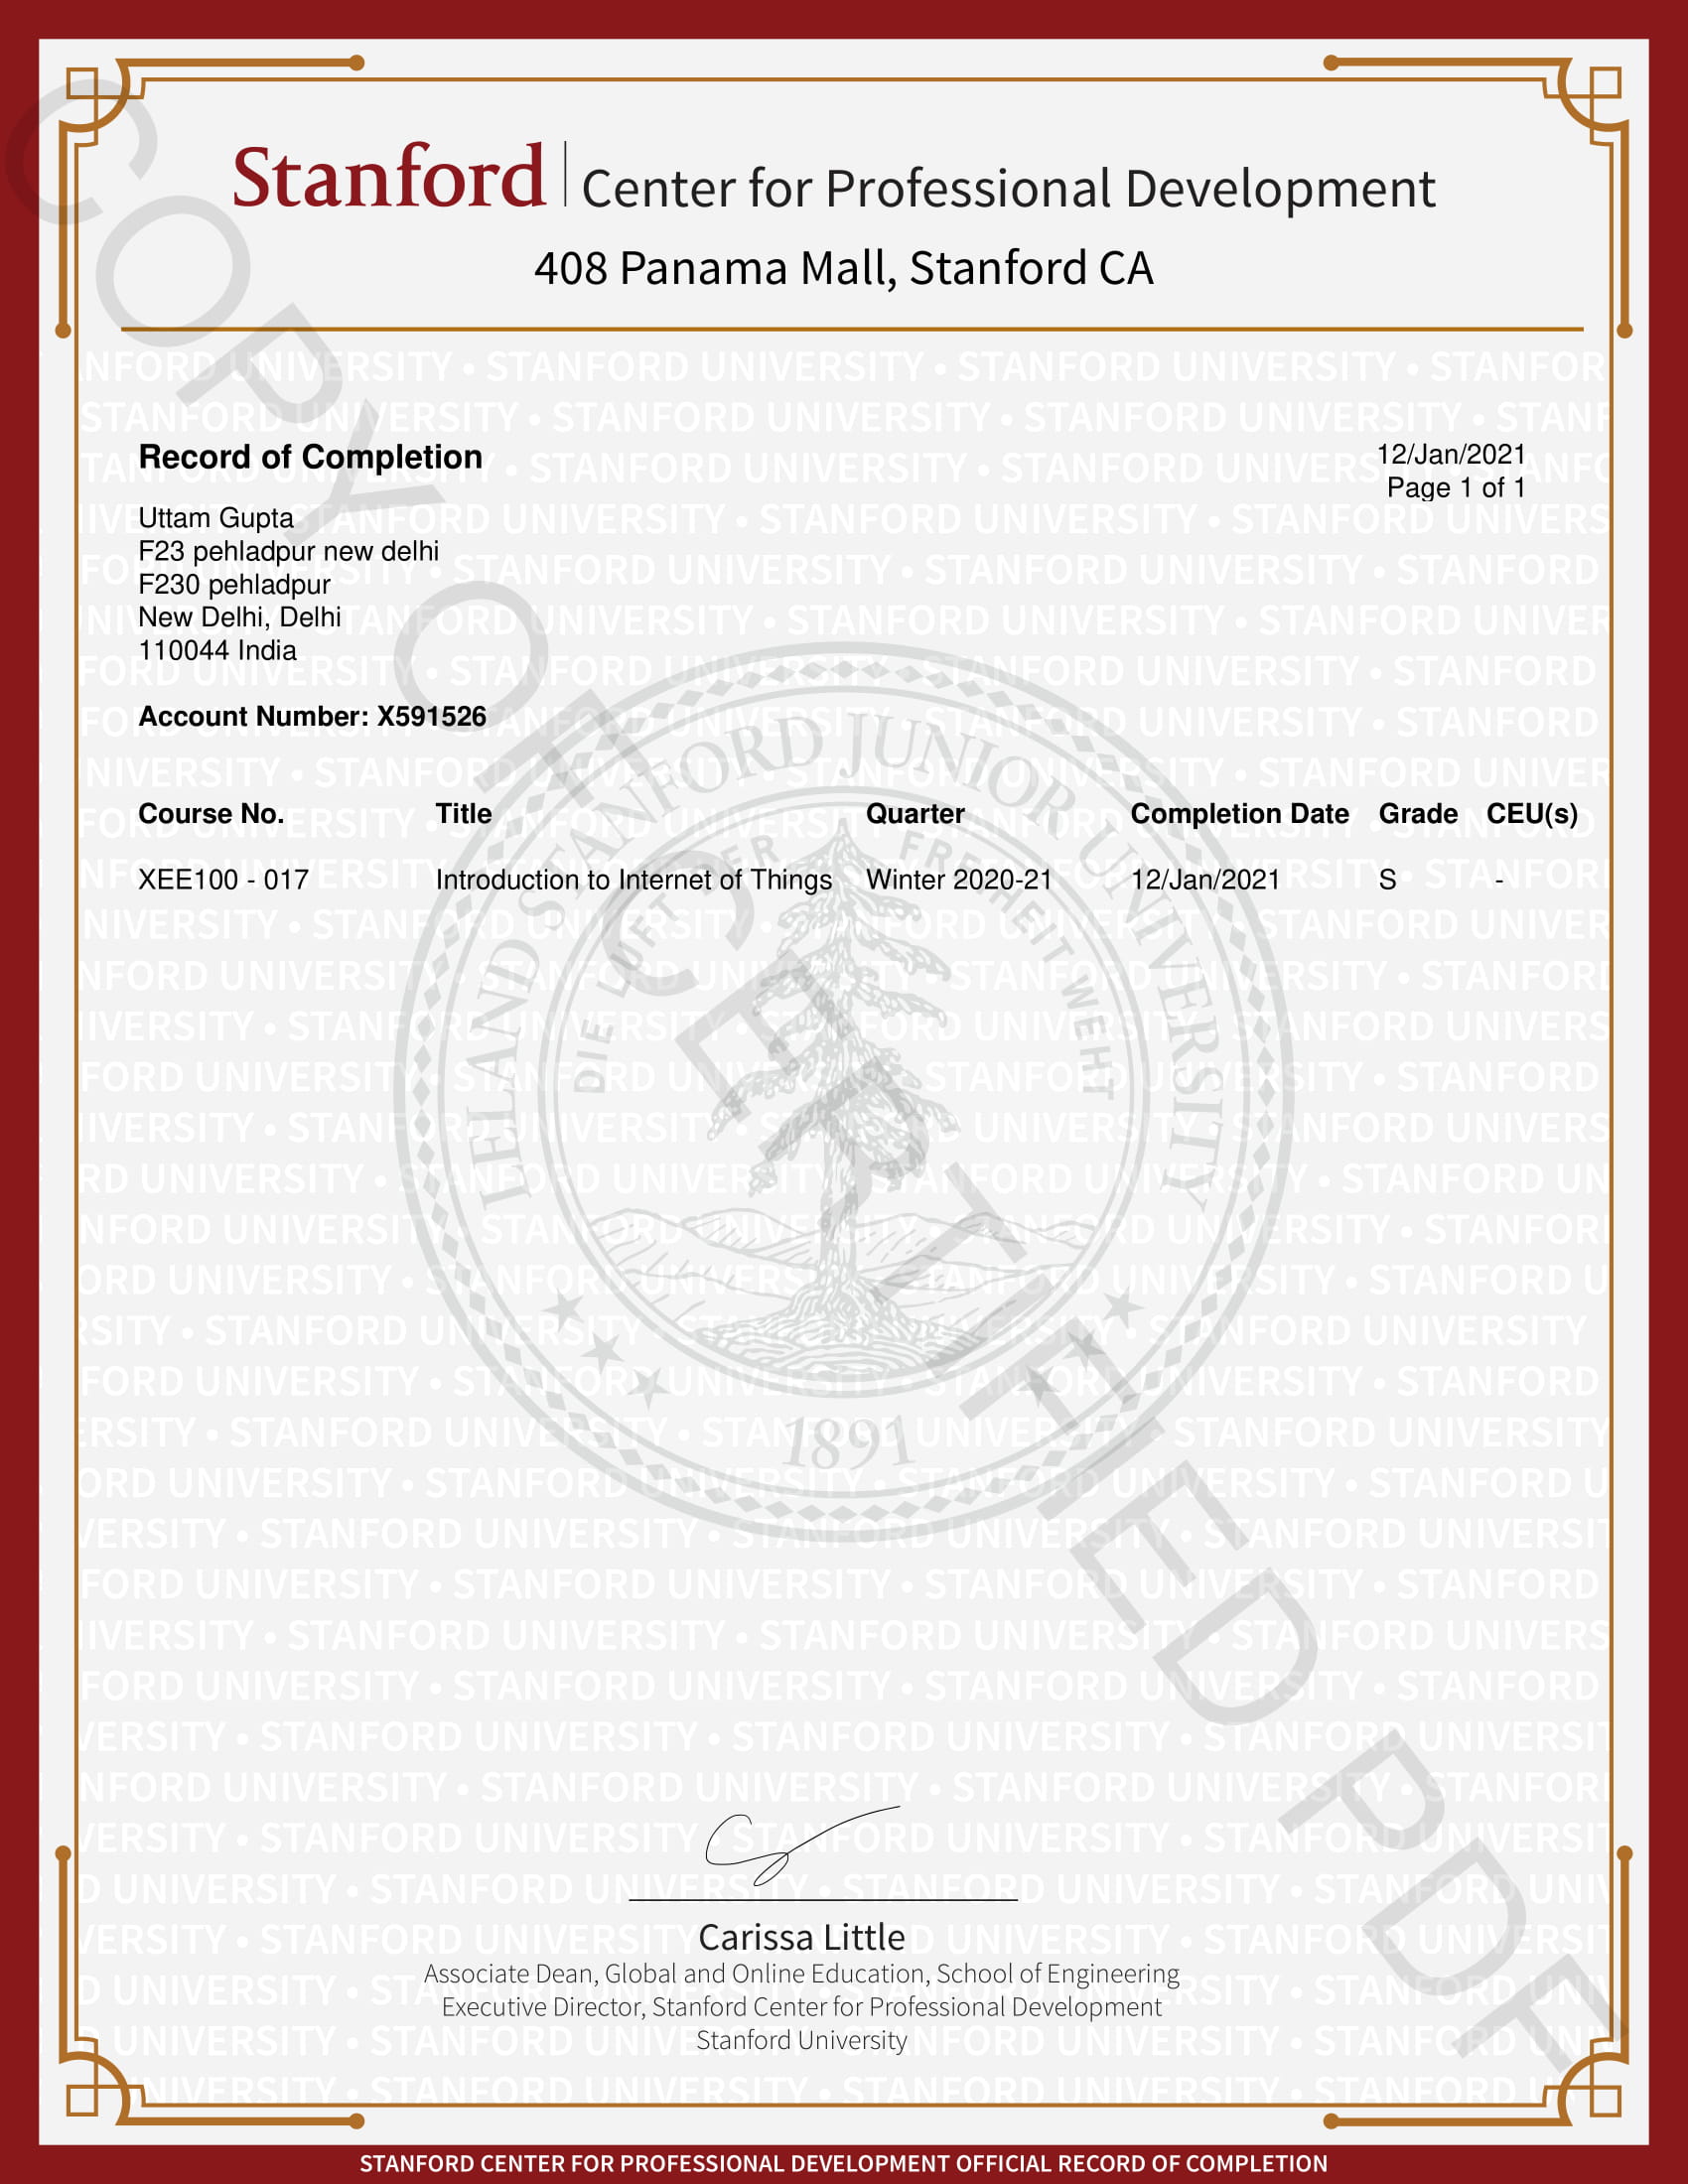 Stanford | Center for Professional Development
408 Panama Mall, Stanford CA
Record of Completion
12/Jan/2021
Page 1 of 1
Uttam Gupta
F23 pehladpur new delhi
F230 pehladpur
New Delhi, Delhi
110044 India
Account Number: X591526
Course No. Title Quarter Completion Date Grade CEU(s)
XEE100 - 017 Introduction to Internet of Things Winter 2020-21 12/Jan/2021 S -
LELAND STANFORD JUNIOR UNIVERSITY
DIE LUFT DER FREIHEIT WEHT
1891
COPY OF CERTIFIED PDF
Carissa Little
Associate Dean, Global and Online Education, School of Engineering
Executive Director, Stanford Center for Professional Development
Stanford University
STANFORD CENTER FOR PROFESSIONAL DEVELOPMENT OFFICIAL RECORD OF COMPLETION